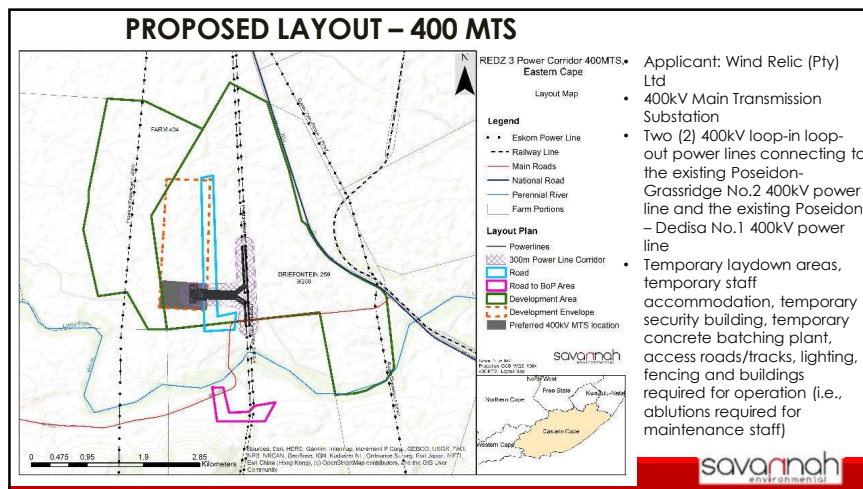 PROPOSED LAYOUT – 400 MTS
FARM 434
DRIEFONTEIN 259
3/259
0 0.475 0.95 1.9 2.85
Kilometers
Community
N
REDZ 3 Power Corridor 400MTS,
Eastern Cape
Layout Map
Legend
Eskom Power Line
Railway Line
Main Roads
National Road
Perennial River
Farm Portions
Layout Plan
Powerlines
300m Power Line Corridor
Road
Road to BoP Area
Development Area
Development Envelope
Preferred 400kV MTS location
savannah
environmental
North West
Free State
KwaZulu-Natal
Northern Cape
Eastern Cape
Western Cape
• Applicant: Wind Relic (Pty)
Ltd
• 400kV Main Transmission
Substation
• Two (2) 400kV loop-in loop-
out power lines connecting to
the existing Poseidon-
Grassridge No.2 400kV power
line and the existing Poseidon
– Dedisa No.1 400kV power
line
• Temporary laydown areas,
temporary staff
accommodation, temporary
security building, temporary
concrete batching plant,
access roads/tracks, lighting,
fencing and buildings
required for operation (i.e.,
ablutions required for
maintenance staff)
savannah
environmental